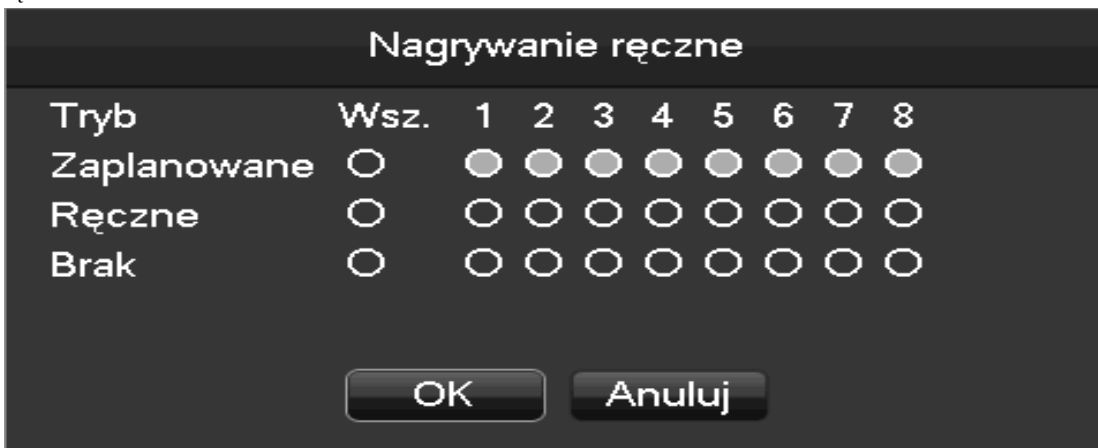 Nagrywanie ręczne
Tryb Wsz. 1 2 3 4 5 6 7 8
Zaplanowane
Ręczne
Brak
OK Anuluj